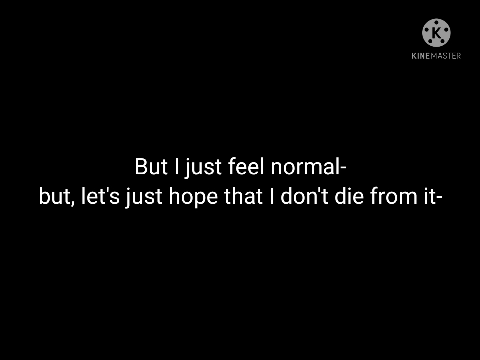 KINEMASTER
But I just feel normal-
but, let's just hope that I don't die from it-